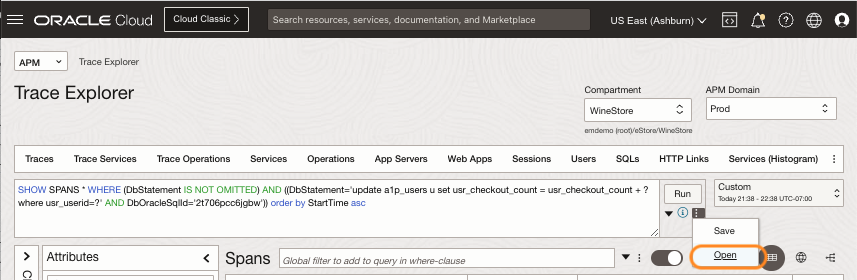 ORACLE Cloud
Cloud Classic >
Search resources, services, documentation, and Marketplace
US East (Ashburn)
APM
Trace Explorer
Trace Explorer
Compartment
WineStore
emdemo (root)/eStore/WineStore
APM Domain
Prod
Traces Trace Services Trace Operations Services Operations App Servers Web Apps Sessions Users SQLs HTTP Links Services (Histogram)
SHOW SPANS * WHERE (DbStatement IS NOT OMITTED) AND ((DbStatement='update a1p_users u set usr_checkout_count = usr_checkout_count + ?
where usr_userid=?' AND DbOracleSqlId='2t706pcc6jgbw')) order by StartTime asc
Run
Custom
Today 21:38 - 22:38 UTC-07:00
Save
Open
Attributes
Spans
Global filter to add to query in where-clause